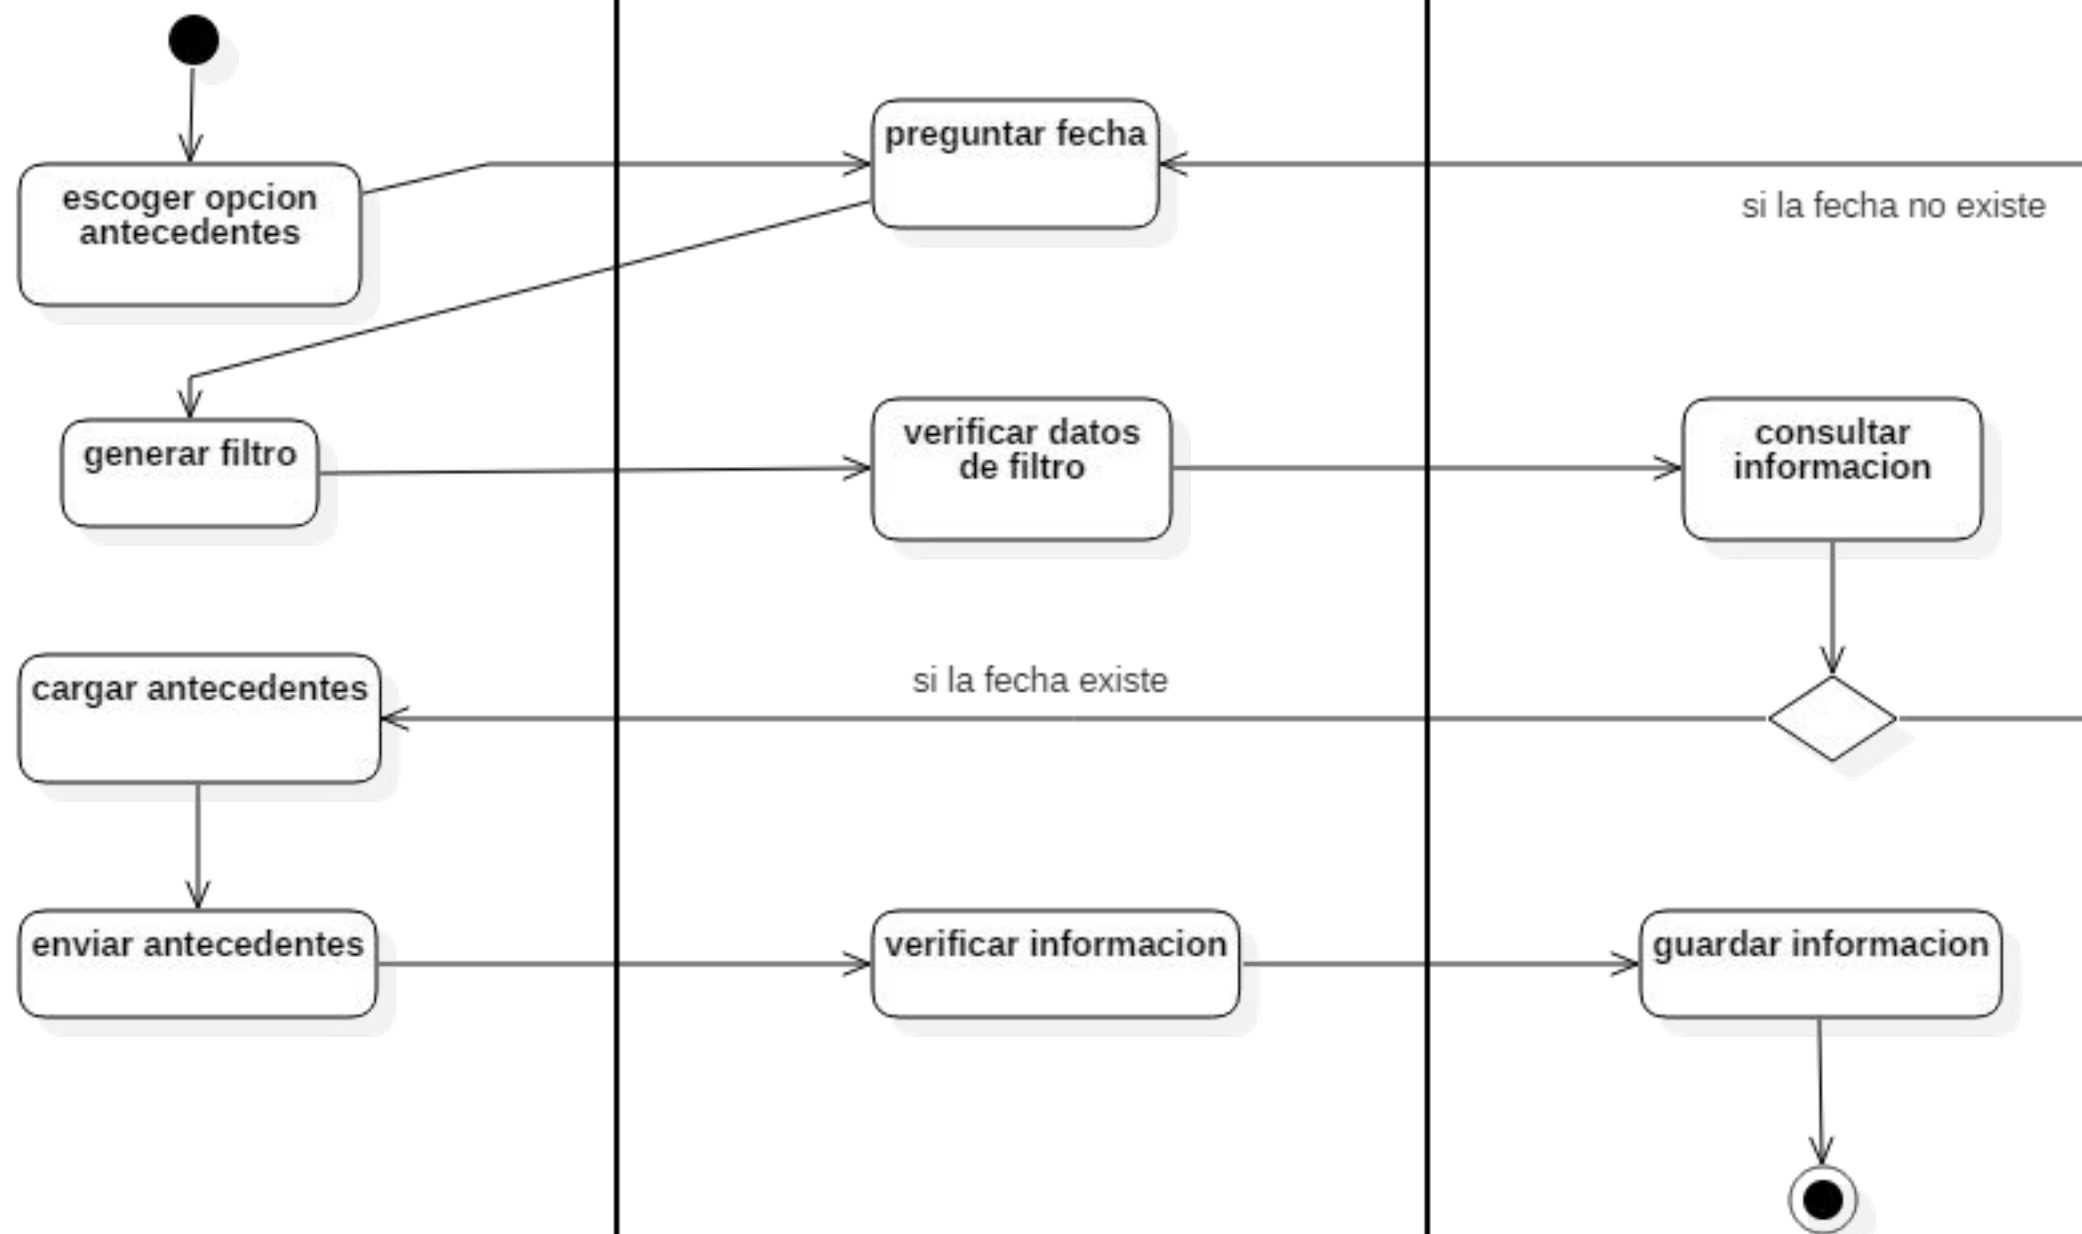 preguntar fecha
escoger opcion
antecedentes
si la fecha no existe
generar filtro
verificar datos
de filtro
consultar
informacion
cargar antecedentes
si la fecha existe
enviar antecedentes
verificar informacion
guardar informacion